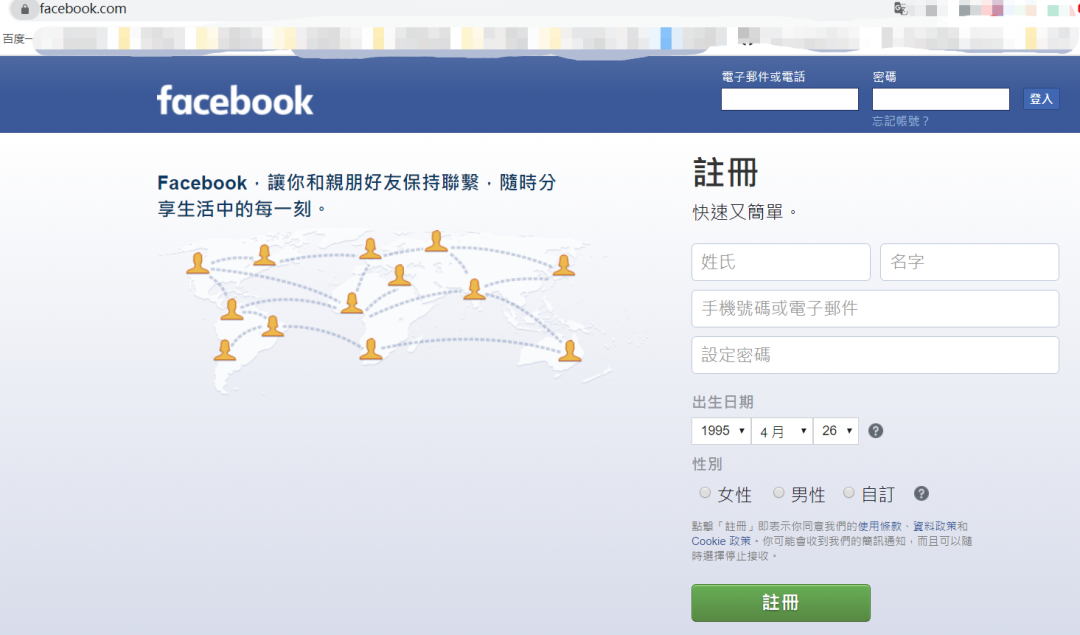 facebook.com
百度一
facebook
電子郵件或電話
密碼
登入
忘記帳號？
Facebook，讓你和親朋好友保持聯繫，隨時分
享生活中的每一刻。
註冊
快速又簡單。
姓氏
名字
手機號碼或電子郵件
設定密碼
出生日期
1995 4 月 26
性別
女性 男性 自訂
點擊「註冊」即表示你同意我們的使用條款、資料政策和
Cookie 政策。你可能會收到我們的簡訊通知，而且可以隨
時選擇停止接收。
註冊